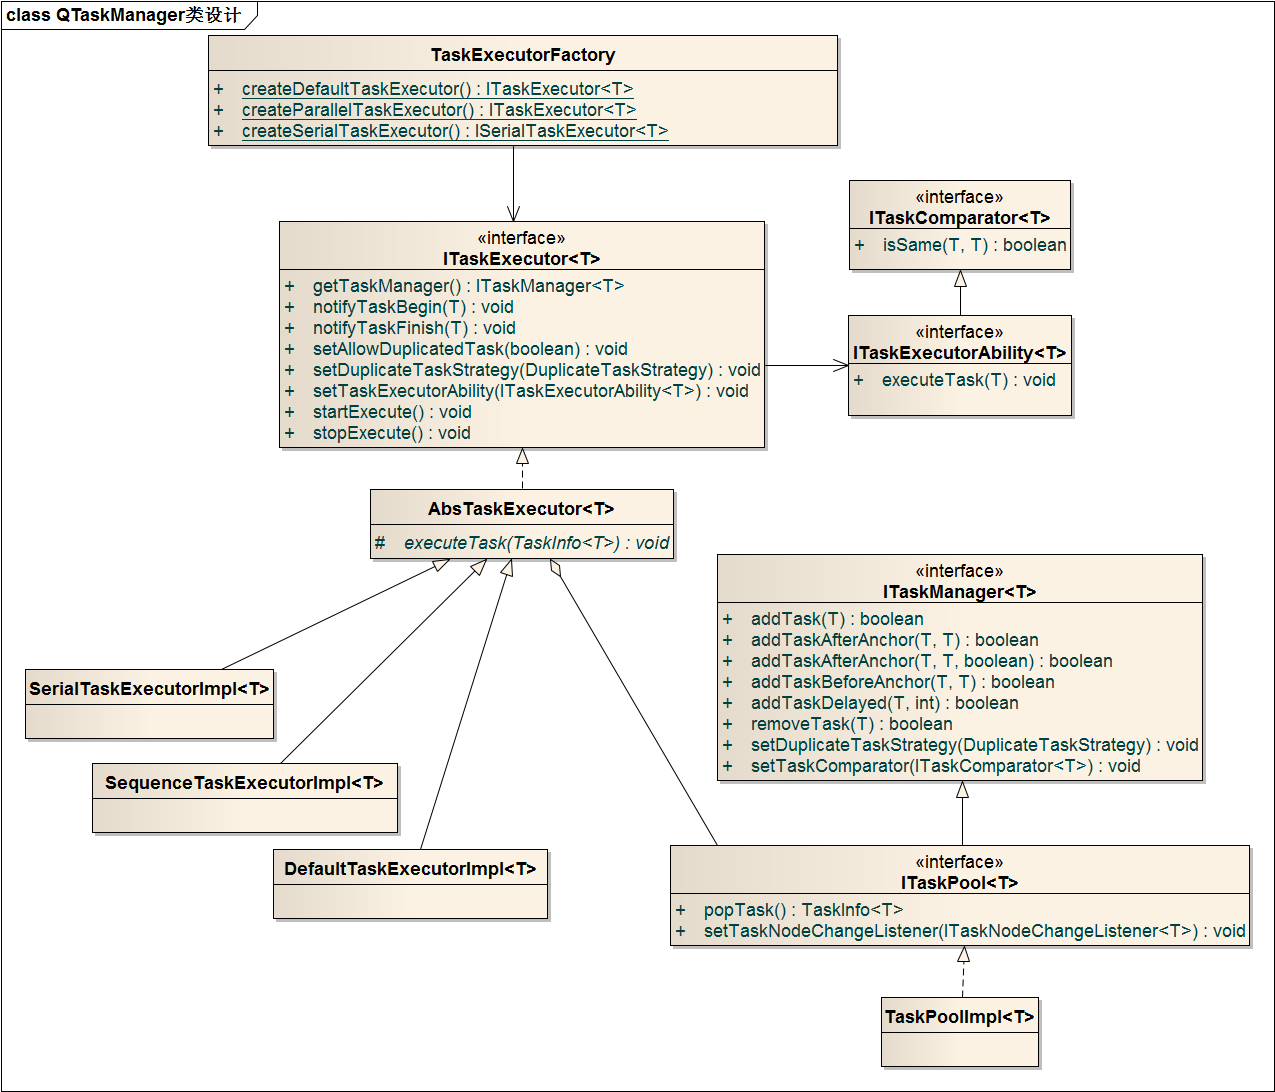 class QTaskManager类设计
TaskExecutorFactory
+ createDefaultTaskExecutor() : ITaskExecutor<T>
+ createParallelTaskExecutor() : ITaskExecutor<T>
+ createSerialTaskExecutor() : ISerialTaskExecutor<T>
«interface»
ITaskComparator<T>
+ isSame(T, T) : boolean
«interface»
ITaskExecutor<T>
+ getTaskManager() : ITaskManager<T>
+ notifyTaskBegin(T) : void
+ notifyTaskFinish(T) : void
+ setAllowDuplicatedTask(boolean) : void
+ setDuplicateTaskStrategy(DuplicateTaskStrategy) : void
+ setTaskExecutorAbility(ITaskExecutorAbility<T>) : void
+ startExecute() : void
+ stopExecute() : void
«interface»
ITaskExecutorAbility<T>
+ executeTask(T) : void
AbsTaskExecutor<T>
# executeTask(TaskInfo<T>) : void
«interface»
ITaskManager<T>
+ addTask(T) : boolean
+ addTaskAfterAnchor(T, T) : boolean
+ addTaskAfterAnchor(T, T, boolean) : boolean
+ addTaskBeforeAnchor(T, T) : boolean
+ addTaskDelayed(T, int) : boolean
+ removeTask(T) : boolean
+ setDuplicateTaskStrategy(DuplicateTaskStrategy) : void
+ setTaskComparator(ITaskComparator<T>) : void
SerialTaskExecutorImpl<T>
SequenceTaskExecutorImpl<T>
DefaultTaskExecutorImpl<T>
«interface»
ITaskPool<T>
+ popTask() : TaskInfo<T>
+ setTaskNodeChangeListener(ITaskNodeChangeListener<T>) : void
TaskPoolImpl<T>